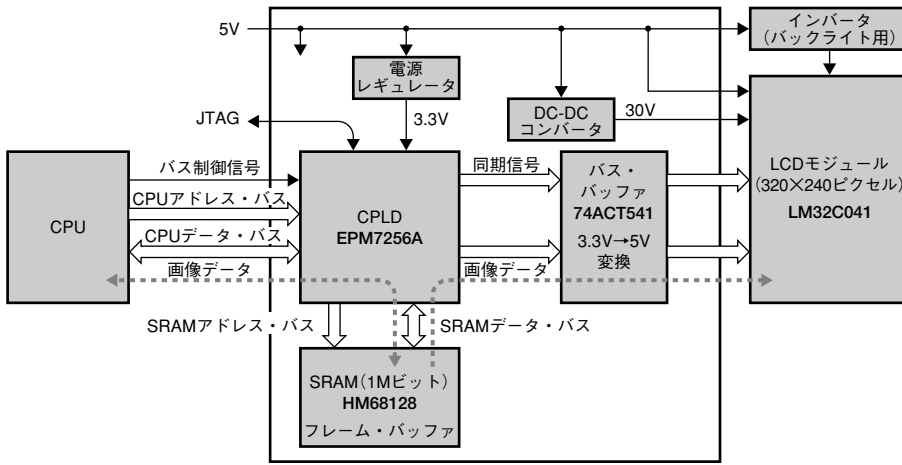 5V
インバータ
(バックライト用)
電源
レギュレータ
DC-DC
コンバータ
30V
JTAG
3.3V
バス制御信号
同期信号
CPU
CPUアドレス・バス
CPUデータ・バス
画像データ
CPLD
EPM7256A
バス・
バッファ
74ACT541
3.3V→5V
変換
画像データ
LCDモジュール
(320×240ピクセル)
LM32C041
SRAMアドレス・バス
SRAMデータ・バス
SRAM(1Mビット)
HM68128
フレーム・バッファ